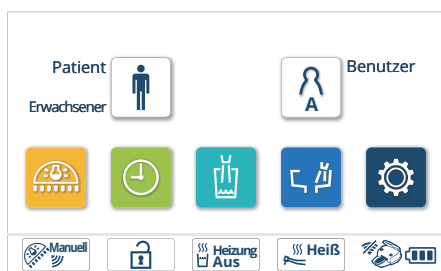 Patient
Benutzer
Erwachsener
A
Manuell
Heizung
Aus
Heiß